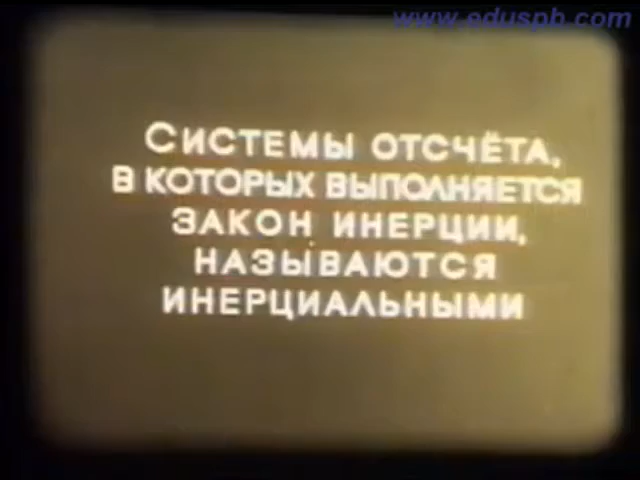 www.eduspb.com
СИСТЕМЫ ОТСЧЁТА,
В КОТОРЫХ ВЫПОЛНЯЕТСЯ
ЗАКОН ИНЕРЦИИ,
НАЗЫВАЮТСЯ
ИНЕРЦИАЛЬНЫМИ